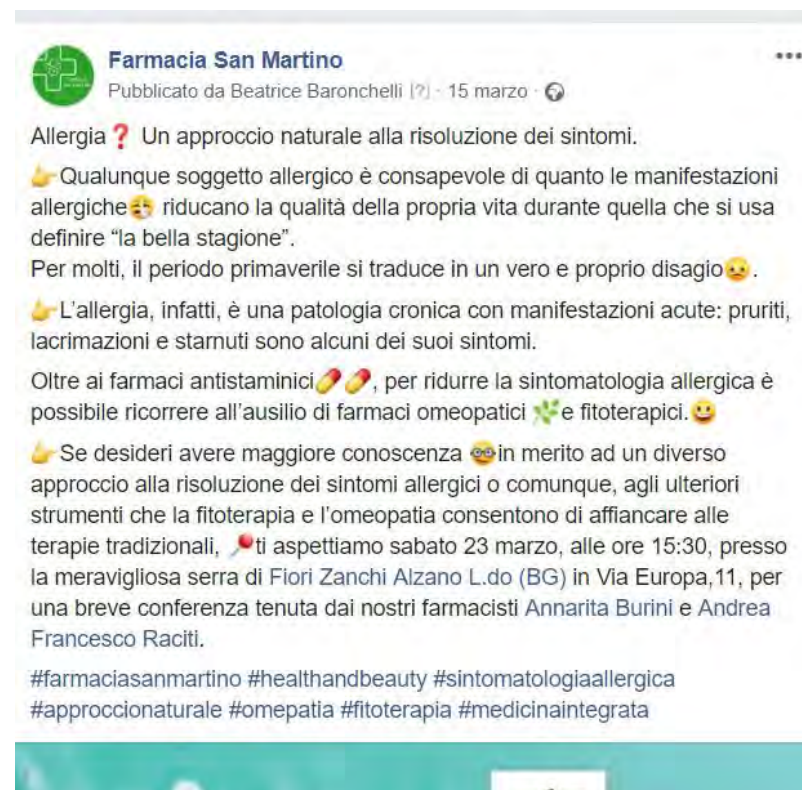 Farmacia San Martino
Pubblicato da Beatrice Baronchelli [?] · 15 marzo ·
Allergia❓ Un approccio naturale alla risoluzione dei sintomi.
👉Qualunque soggetto allergico è consapevole di quanto le manifestazioni
allergiche🤧 riducano la qualità della propria vita durante quella che si usa
definire “la bella stagione”.
Per molti, il periodo primaverile si traduce in un vero e proprio disagio😣.
👉L’allergia, infatti, è una patologia cronica con manifestazioni acute: pruriti,
lacrimazioni e starnuti sono alcuni dei suoi sintomi.
Oltre ai farmaci antistaminici💊💊, per ridurre la sintomatologia allergica è
possibile ricorrere all’ausilio di farmaci omeopatici 🌿e fitoterapici.😃
👉Se desideri avere maggiore conoscenza 🤓in merito ad un diverso
approccio alla risoluzione dei sintomi allergici o comunque, agli ulteriori
strumenti che la fitoterapia e l’omeopatia consentono di affiancare alle
terapie tradizionali, 📍ti aspettiamo sabato 23 marzo, alle ore 15:30, presso
la meravigliosa serra di Fiori Zanchi Alzano L.do (BG) in Via Europa,11, per
una breve conferenza tenuta dai nostri farmacisti Annarita Burini e Andrea
Francesco Raciti.
#farmaciasanmartino #healthandbeauty #sintomatologiaallergica
#approccionaturale #omepatia #fitoterapia #medicinaintegrata